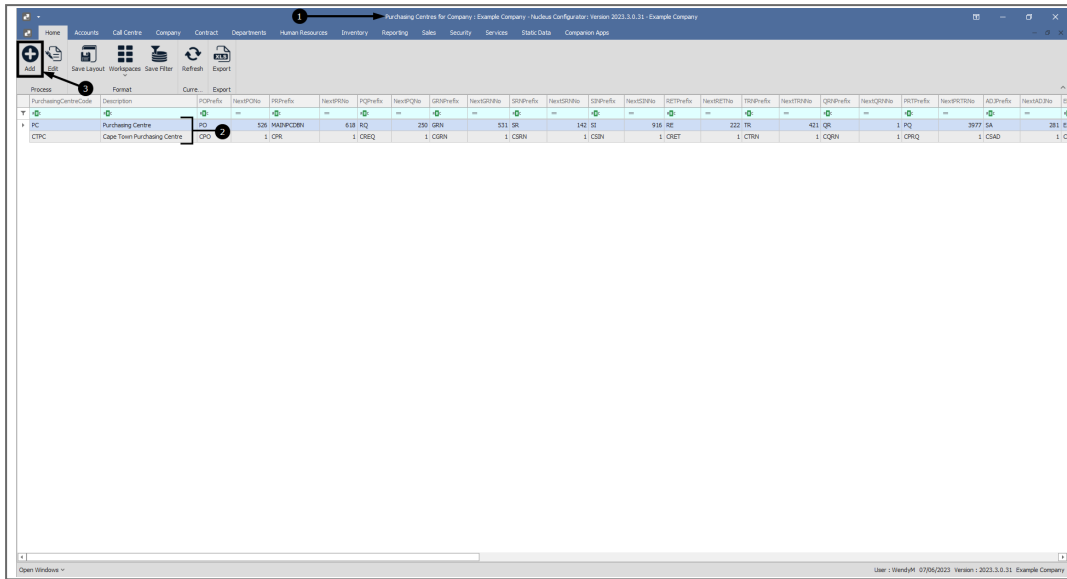 1
Purchasing Centres for Company : Example Company - Nucleus Configurator: Version 2023.3.0.31 - Example Company
Home Accounts Call Centre Company Contract Departments Human Resources Inventory Reporting Sales Security Services Static Data Companion Apps
XLS
Add Edit Save Layout Workspaces Save Filter Refresh Export
3
Process Format Curre... Export
PurchasingCentreCode Description POPrefix NextPONo PRPrefix NextPRNo PQPrefix NextPQNo GRNPrefix NextGRNNo SRNPrefix NextSRNNo SINPrefix NextSINNo RETPrefix NextRETNo TRNPrefix NextTRNNo QRNPrefix NextQRNNo PRTPrefix NextPRTRNo ADJPrefix NextADJNo
PC Purchasing Centre PO 526 MAINPCDBN 618 RQ 250 GRN 531 SR 142 SI 916 RE 222 TR 421 QR 1 PQ 3977 SA 281 E
2
CTPC Cape Town Purchasing Centre CPO 1 CPR 1 CREQ 1 CGRN 1 CSRN 1 CSIN 1 CRET 1 CTRN 1 CQRN 1 CPRQ 1 CSAD 1 C
Open Windows User : WendyM 07/06/2023 Version : 2023.3.0.31 Example Company